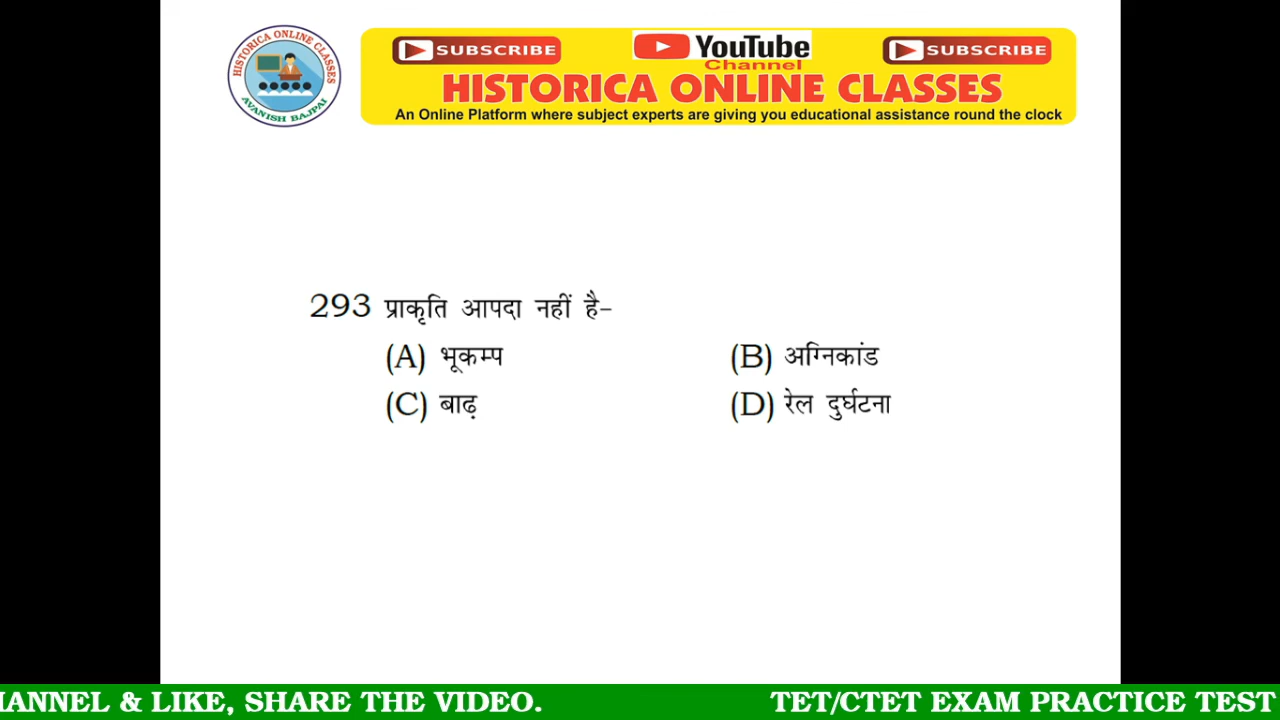 HISTORICA ONLINE CLASSES
AVANISH BAJPAI
SUBSCRIBE
YouTube
SUBSCRIBE
Channel
HISTORICA ONLINE CLASSES
An Online Platform where subject experts are giving you educational assistance round the clock
293 प्राकृति आपदा नहीं है-
(A) भूकम्प (B) अग्निकांड
(C) बाढ़ (D) रेल दुर्घटना
HANNEL & LIKE, SHARE THE VIDEO. TET/CTET EXAM PRACTICE TEST